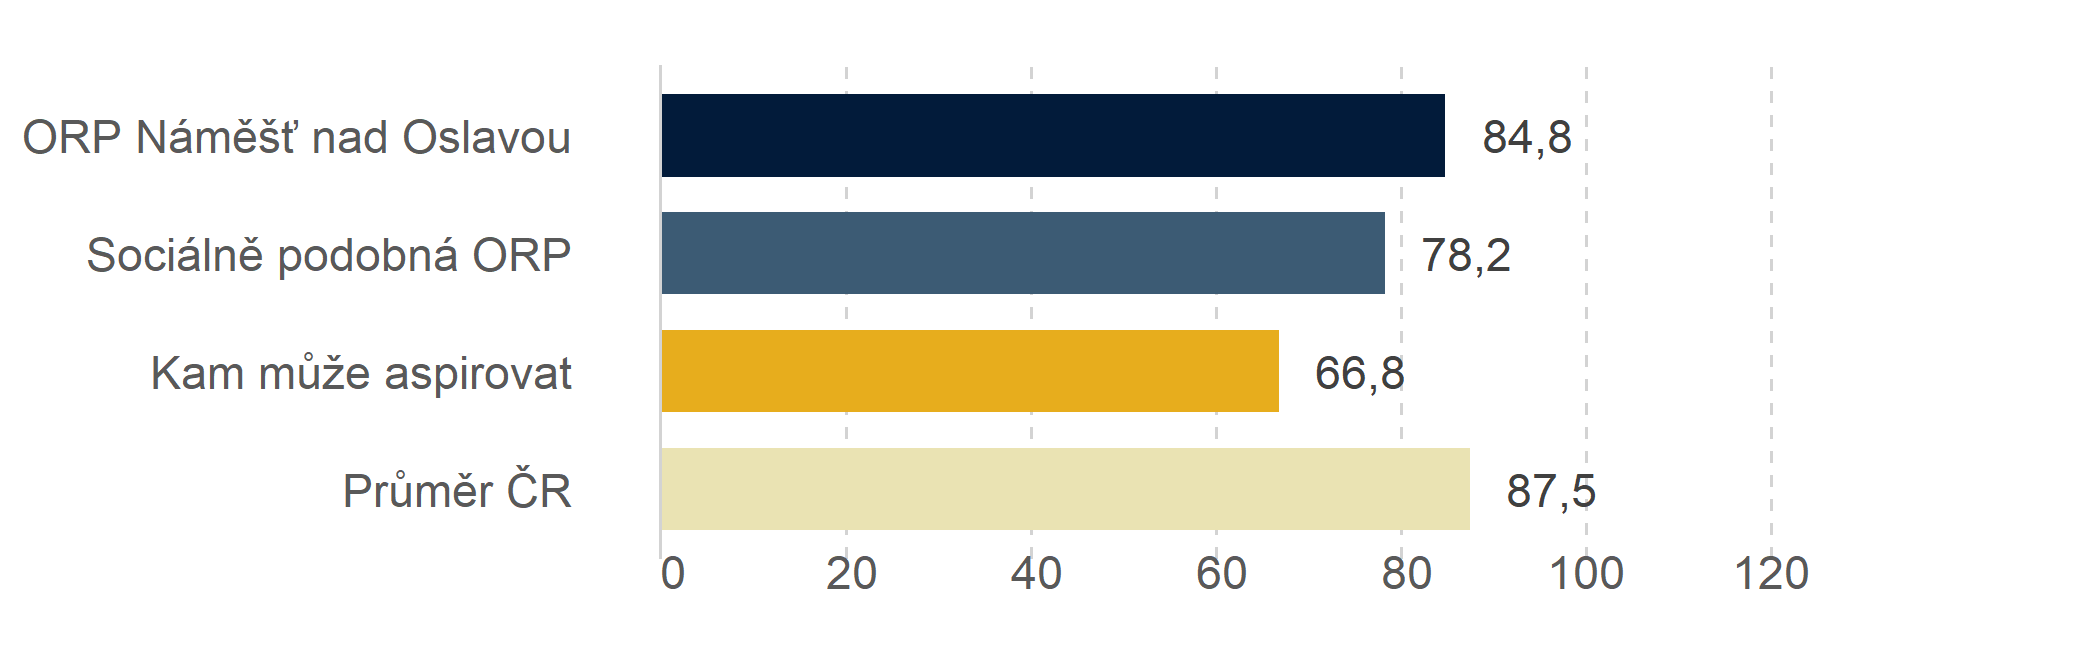 ORP Náměšť nad Oslavou
84,8
Sociálně podobná ORP
78,2
Kam může aspirovat
66,8
Průměr ČR
87,5
0 20 40 60 80 100 120